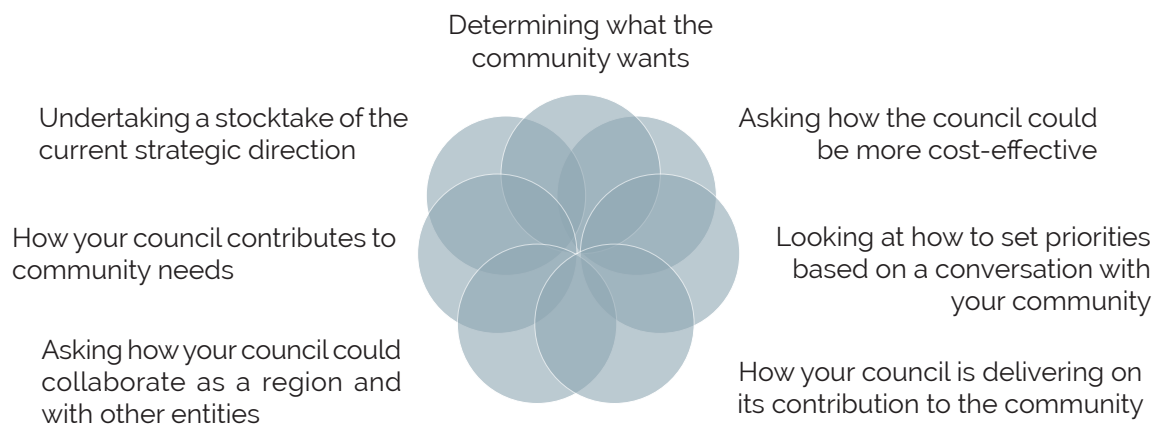 Determining what the
community wants
Undertaking a stocktake of the
current strategic direction
Asking how the council could
be more cost-effective
How your council contributes to
community needs
Looking at how to set priorities
based on a conversation with
your community
Asking how your council could
collaborate as a region and
with other entities
How your council is delivering on
its contribution to the community